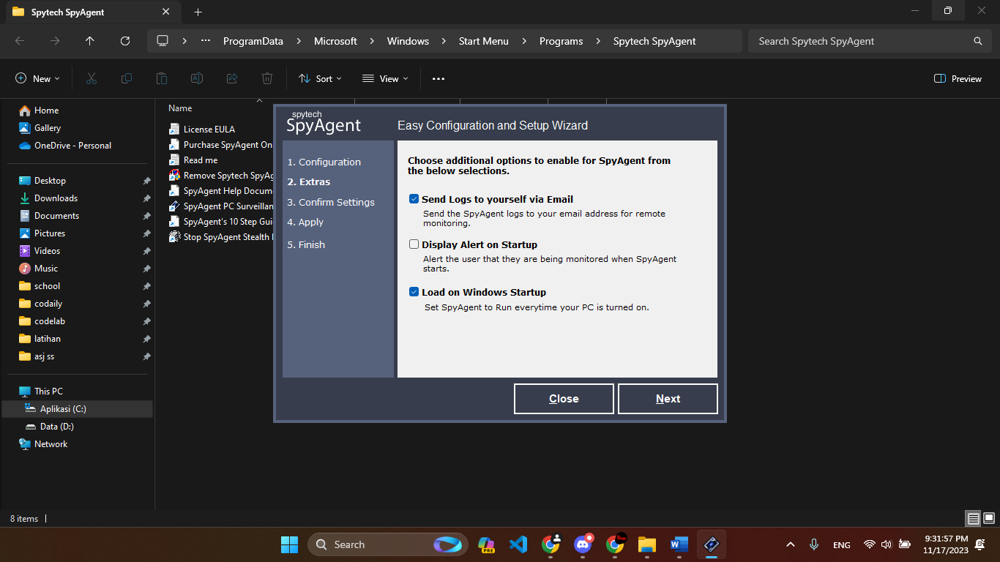 Spytech SpyAgent
ProgramData > Microsoft > Windows > Start Menu > Programs > Spytech SpyAgent
Search Spytech SpyAgent
New
Sort
View
Preview
Home
Gallery
OneDrive - Personal
Desktop
Downloads
Documents
Pictures
Videos
Music
school
codaily
codelab
latihan
asj ss
This PC
Aplikasi (C:)
Data (D:)
Network
Name
License EULA
Purchase SpyAgent On
Read me
Remove Spytech SpyAg
SpyAgent Help Docum
SpyAgent PC Surveillan
SpyAgent's 10 Step Gui
Stop SpyAgent Stealth
spytech
SpyAgent
Easy Configuration and Setup Wizard
1. Configuration
2. Extras
3. Confirm Settings
4. Apply
5. Finish
Choose additional options to enable for SpyAgent from
the below selections.
Send Logs to yourself via Email
Send the SpyAgent logs to your email address for remote
monitoring.
Display Alert on Startup
Alert the user that they are being monitored when SpyAgent
starts.
Load on Windows Startup
Set SpyAgent to Run everytime your PC is turned on.
Close
Next
8 items
Search
PRE
ENG
9:31:57 PM
11/17/2023